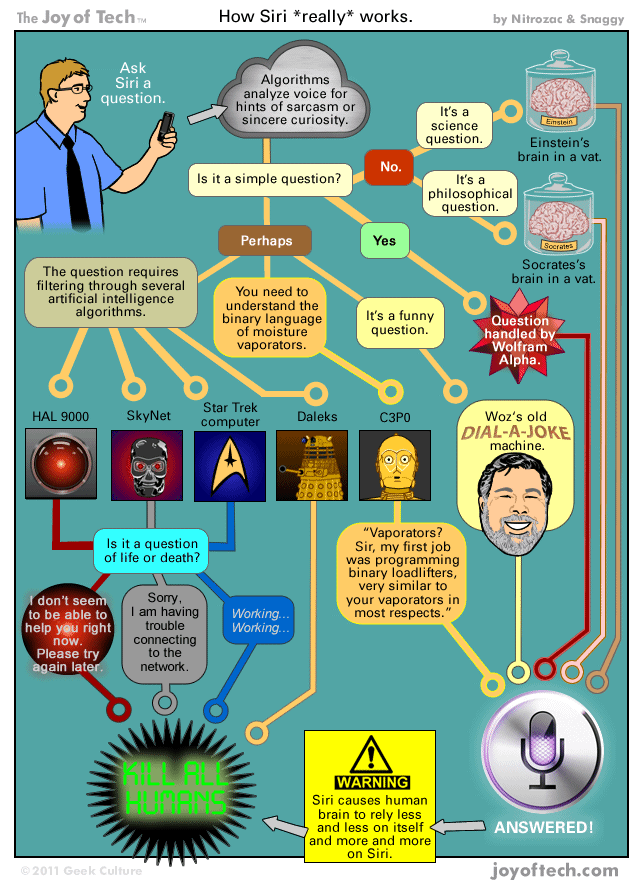 The Joy of Tech™
How Siri *really* works.
by Nitrozac & Snaggy
Ask
Siri a
question.
Algorithms
analyze voice for
hints of sarcasm or
sincere curiosity.
It's a
science
question.
Einstein
Einstein's
brain in a vat.
Is it a simple question?
No.
It's a
philosophical
question.
Socrates
Socrates's
brain in a vat.
Perhaps
Yes
The question requires
filtering through several
artificial intelligence
algorithms.
You need to
understand the
binary language
of moisture
vaporators.
It's a funny
question.
Question
handled by
Wolfram
Alpha.
HAL 9000
SkyNet
Star Trek
computer
Daleks
C3P0
Woz's old
DIAL-A-JOKE
machine.
Is it a question
of life or death?
"Vaporators?
Sir, my first job
was programming
binary loadlifters,
very similar to
your vaporators in
most respects."
I don't seem
to be able to
help you right
now.
Please try
again later.
Sorry,
I am having
trouble
connecting
to the
network.
Working...
Working...
KILL ALL
HUMANS
WARNING
Siri causes human
brain to rely less
and less on itself
and more and more
on Siri.
ANSWERED!
© 2011 Geek Culture
joyoftech.com